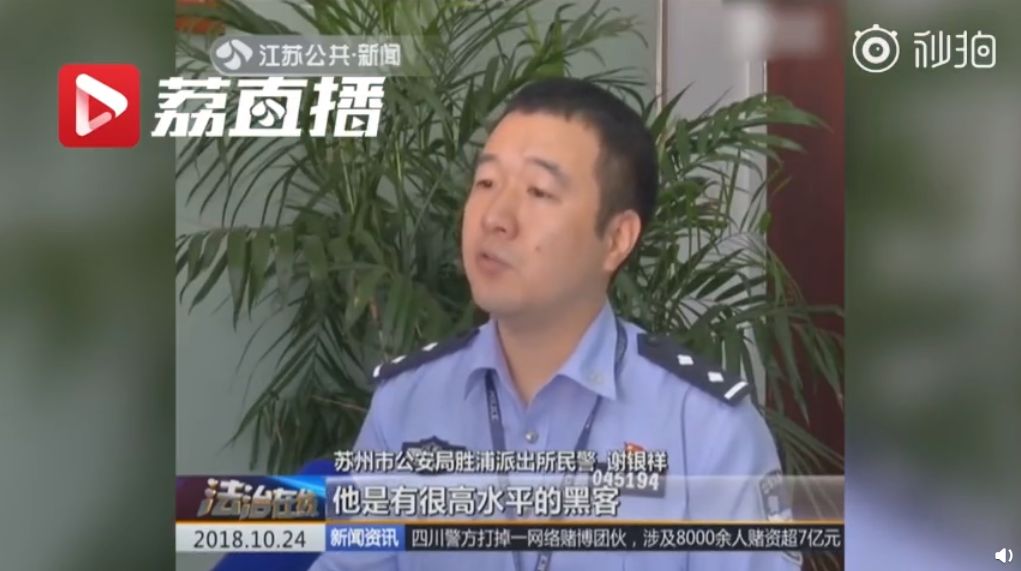 江苏公共·新闻
秒拍
荔直播
苏州市公安局胜浦派出所民警 谢银祥
045194
法治在线
他是有很高水平的黑客
2018.10.24
新闻资讯 四川警方打掉一网络赌博团伙，涉及8000余人赌资超7亿元